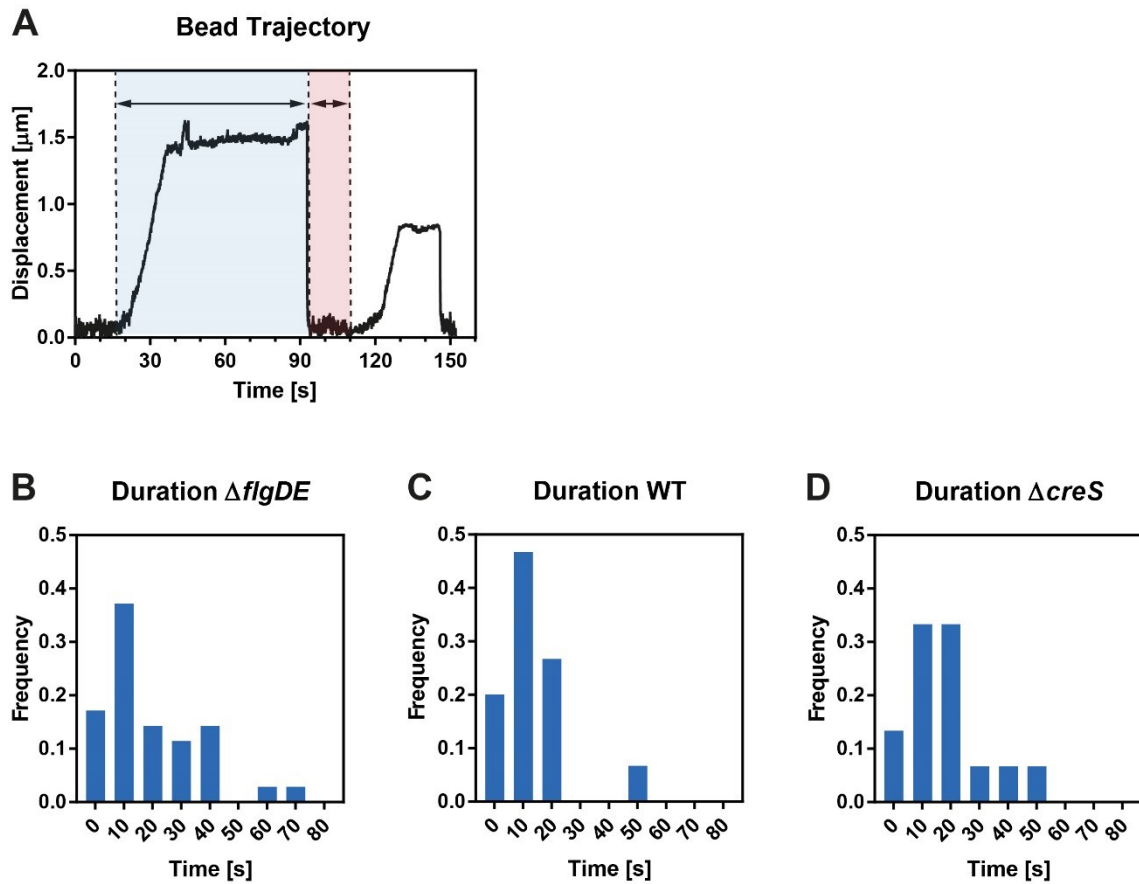 A
Bead Trajectory
Displacement [μm]
2.0
1.5
1.0
0.5
0.0
0 30 60 90 120 150
Time [s]
B
Duration ΔflgDE
Frequency
0.5
0.4
0.3
0.2
0.1
0.0
0 10 20 30 40 50 60 70 80
Time [s]
C
Duration WT
Frequency
0.5
0.4
0.3
0.2
0.1
0.0
0 10 20 30 40 50 60 70 80
Time [s]
D
Duration ΔcreS
Frequency
0.5
0.4
0.3
0.2
0.1
0.0
0 10 20 30 40 50 60 70 80
Time [s]